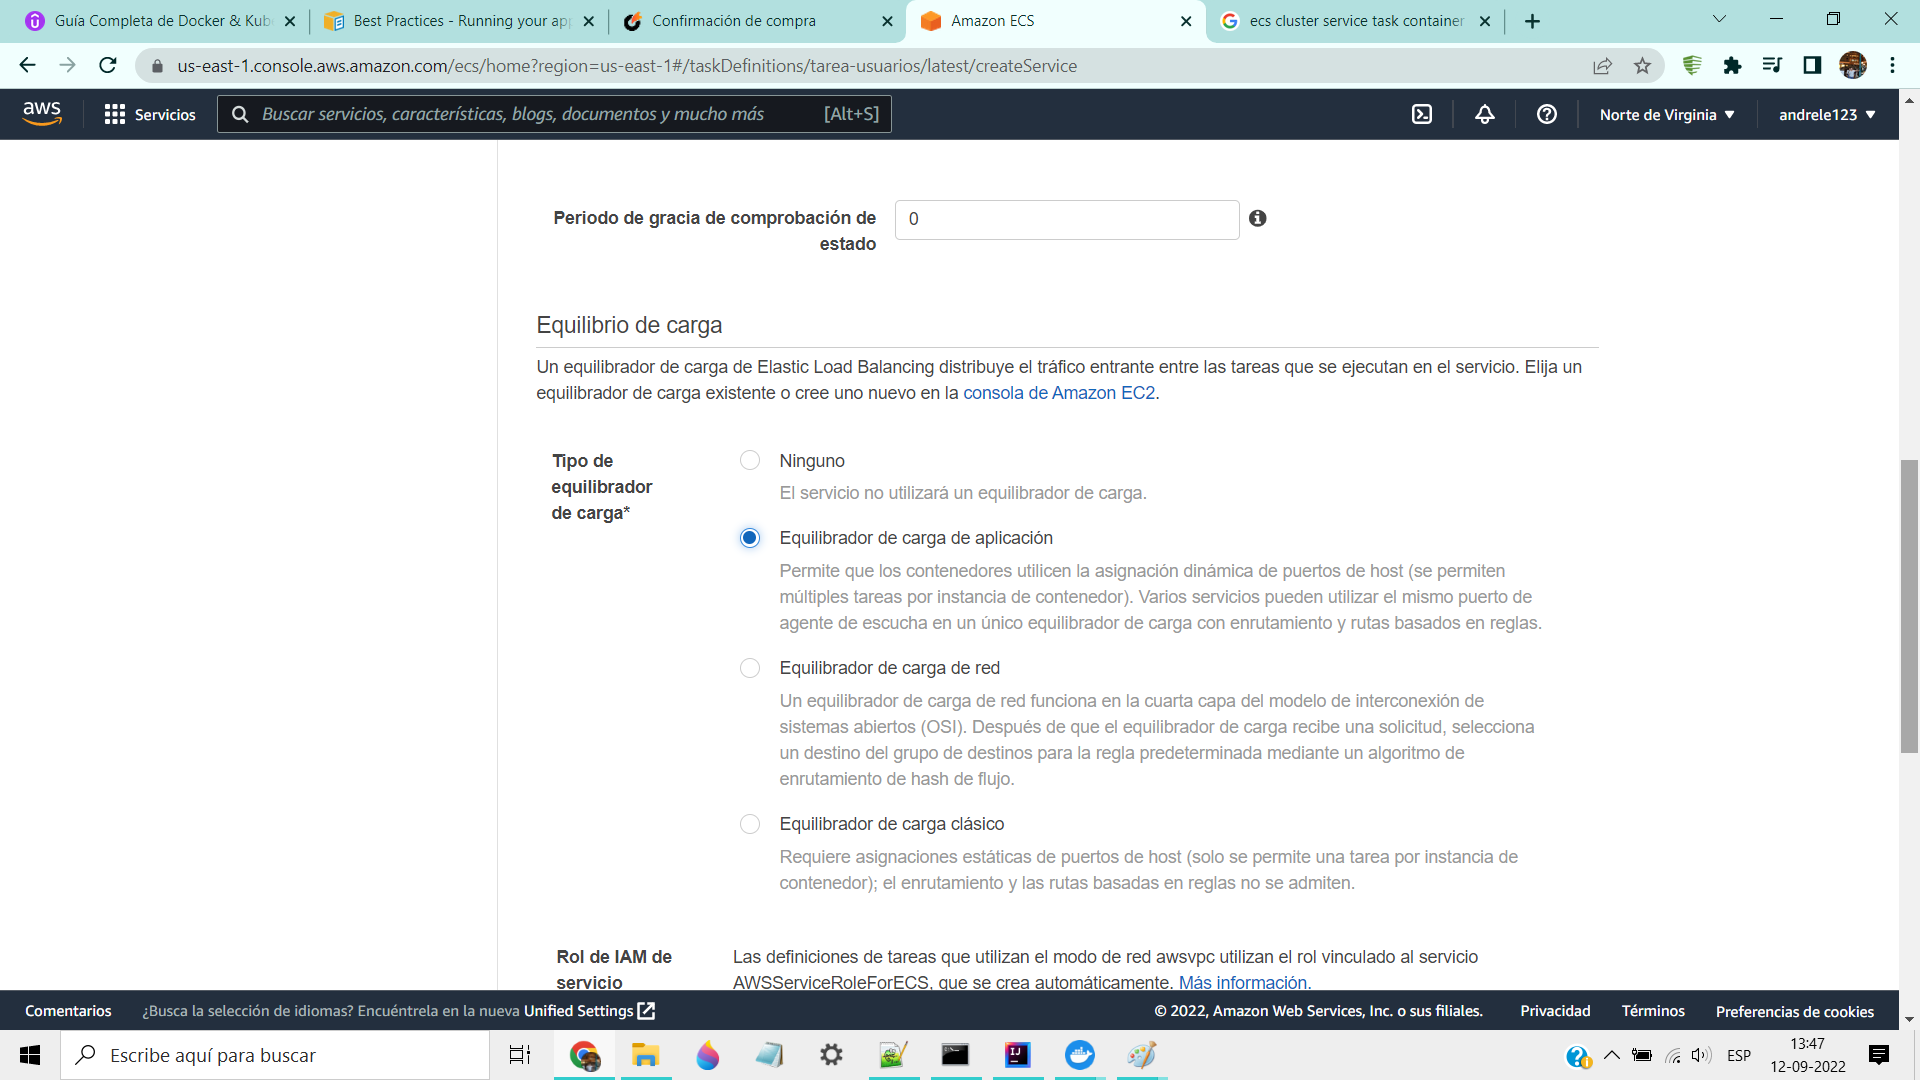 Guía Completa de Docker & Kub
Best Practices - Running your ap
Confirmación de compra
Amazon ECS
ecs cluster service task container
us-east-1.console.aws.amazon.com/ecs/home?region=us-east-1#/taskDefinitions/tarea-usuarios/latest/createService
aws
Servicios
Buscar servicios, características, blogs, documentos y mucho más
[Alt+S]
Norte de Virginia
andrele123
Periodo de gracia de comprobación de
estado
0
Equilibrio de carga
Un equilibrador de carga de Elastic Load Balancing distribuye el tráfico entrante entre las tareas que se ejecutan en el servicio. Elija un
equilibrador de carga existente o cree uno nuevo en la consola de Amazon EC2.
Tipo de
equilibrador
de carga*
Ninguno
El servicio no utilizará un equilibrador de carga.
Equilibrador de carga de aplicación
Permite que los contenedores utilicen la asignación dinámica de puertos de host (se permiten
múltiples tareas por instancia de contenedor). Varios servicios pueden utilizar el mismo puerto de
agente de escucha en un único equilibrador de carga con enrutamiento y rutas basados en reglas.
Equilibrador de carga de red
Un equilibrador de carga de red funciona en la cuarta capa del modelo de interconexión de
sistemas abiertos (OSI). Después de que el equilibrador de carga recibe una solicitud, selecciona
un destino del grupo de destinos para la regla predeterminada mediante un algoritmo de
enrutamiento de hash de flujo.
Equilibrador de carga clásico
Requiere asignaciones estáticas de puertos de host (solo se permite una tarea por instancia de
contenedor); el enrutamiento y las rutas basadas en reglas no se admiten.
Rol de IAM de
servicio
Las definiciones de tareas que utilizan el modo de red awsvpc utilizan el rol vinculado al servicio
AWSServiceRoleForECS, que se crea automáticamente. Más información.
Comentarios
¿Busca la selección de idiomas? Encuéntrela en la nueva Unified Settings
© 2022, Amazon Web Services, Inc. o sus filiales.
Privacidad
Términos
Preferencias de cookies
Escribe aquí para buscar
ESP
13:47
12-09-2022